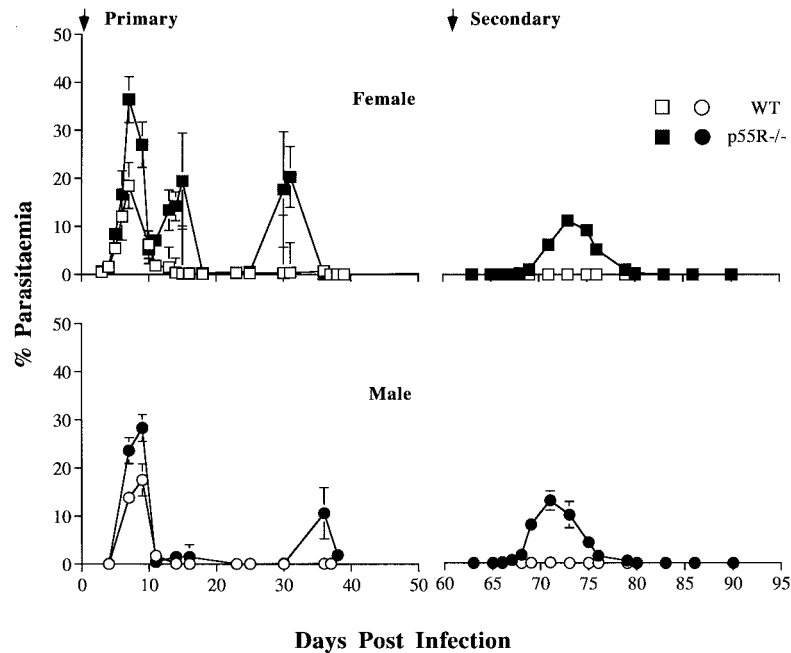 Primary Secondary
50
40
30
20
10
0
Female
WT
p55R-/-
% Parasitaemia
50
40
30
20
10
0
Male
0 10 20 30 40 50 60 65 70 75 80 85 90 95
Days Post Infection